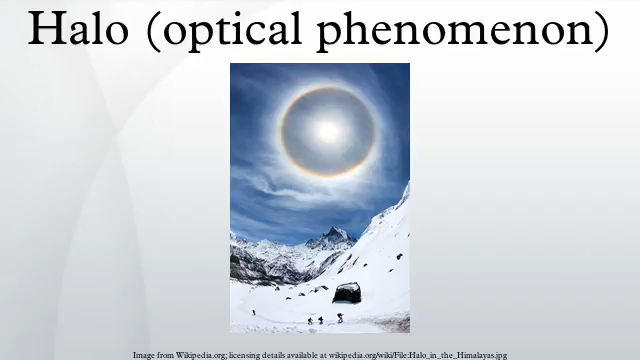 Halo (optical phenomenon)
Image from Wikipedia.org; licensing details available at wikipedia.org/wiki/File:Halo_in_the_Himalayas.jpg